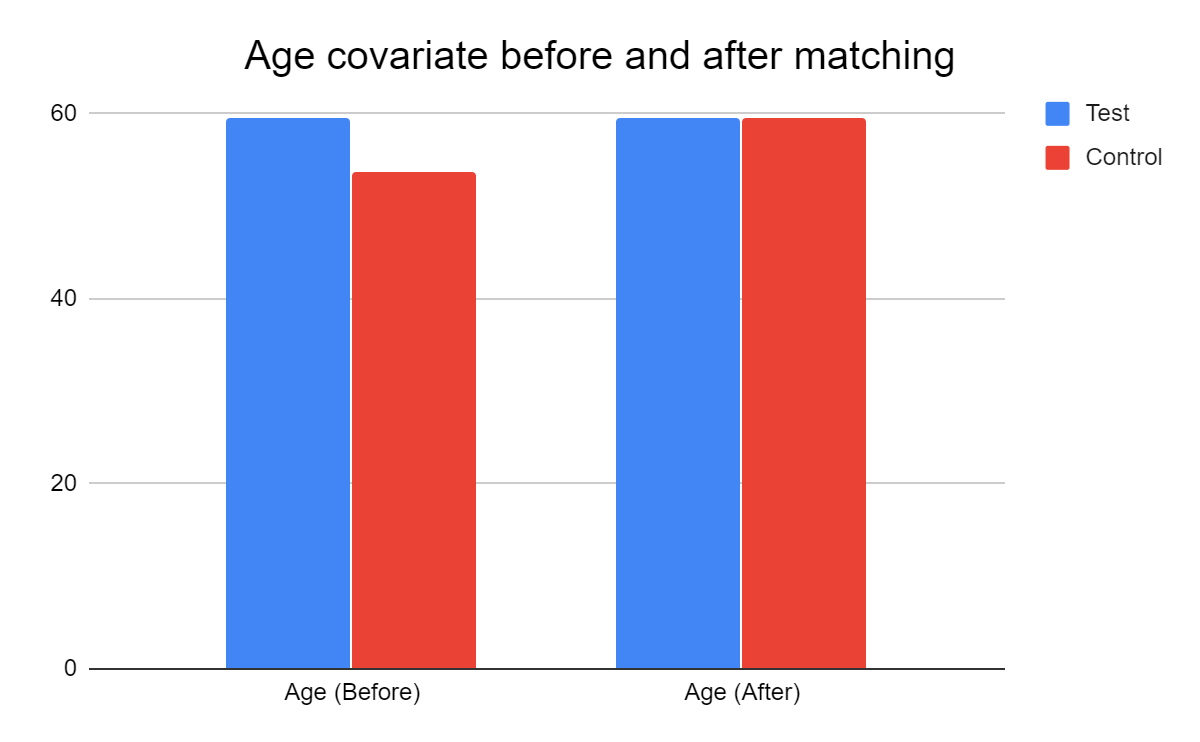 Age covariate before and after matching
Test
Control
60
40
20
0
Age (Before)
Age (After)